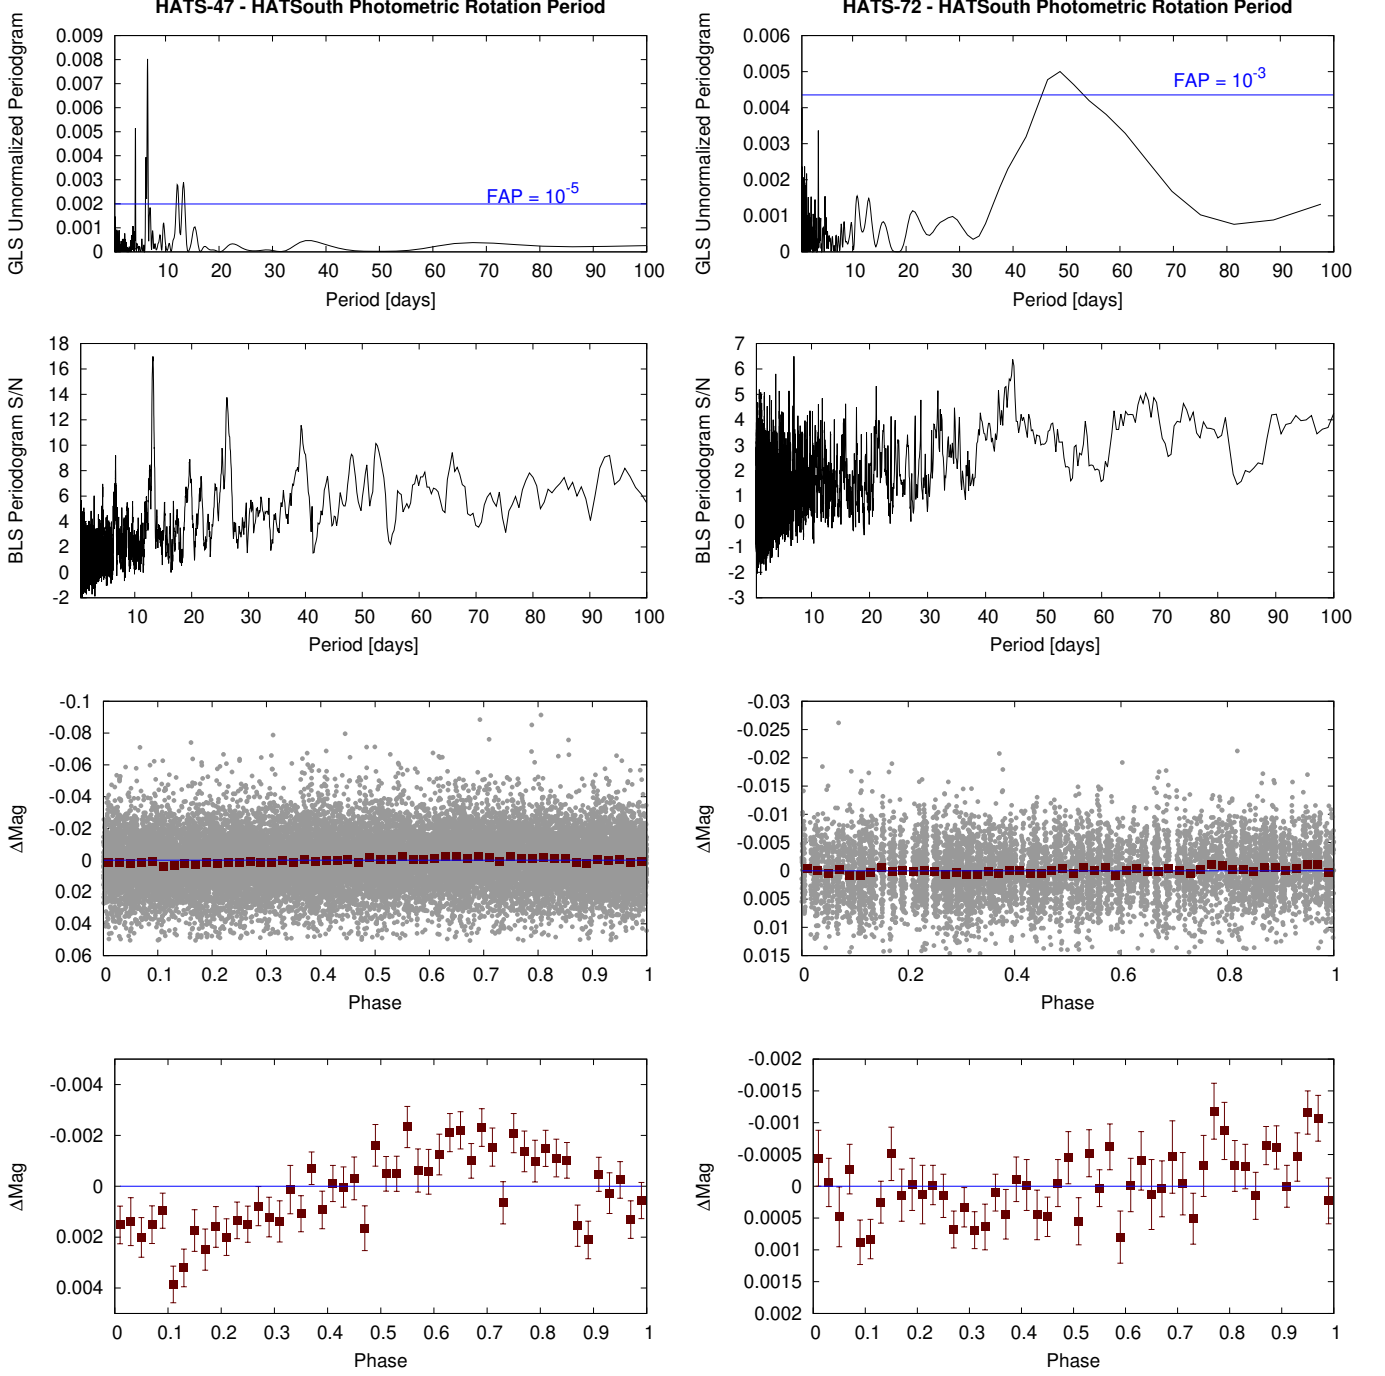 HATS-47 - HATSouth Photometric Rotation Period
GLS Unnormalized Periodgram
0.009
0.008
0.007
0.006
0.005
0.004
0.003
0.002
0.001
0
FAP = 10^-5
10 20 30 40 50 60 70 80 90 100
Period [days]
HATS-72 - HATSouth Photometric Rotation Period
GLS Unnormalized Periodgram
0.006
0.005
0.004
0.003
0.002
0.001
0
FAP = 10^-3
10 20 30 40 50 60 70 80 90 100
Period [days]
BLS Periodogram S/N
18
16
14
12
10
8
6
4
2
0
-2
10 20 30 40 50 60 70 80 90 100
Period [days]
BLS Periodogram S/N
7
6
5
4
3
2
1
0
-1
-2
-3
10 20 30 40 50 60 70 80 90 100
Period [days]
ΔMag
-0.1
-0.08
-0.06
-0.04
-0.02
0
0.02
0.04
0.06
0 0.1 0.2 0.3 0.4 0.5 0.6 0.7 0.8 0.9 1
Phase
ΔMag
-0.03
-0.025
-0.02
-0.015
-0.01
-0.005
0
0.005
0.01
0.015
0 0.2 0.4 0.6 0.8 1
Phase
ΔMag
-0.004
-0.002
0
0.002
0.004
0 0.1 0.2 0.3 0.4 0.5 0.6 0.7 0.8 0.9 1
Phase
ΔMag
-0.002
-0.0015
-0.001
-0.0005
0
0.0005
0.001
0.0015
0.002
0 0.1 0.2 0.3 0.4 0.5 0.6 0.7 0.8 0.9 1
Phase